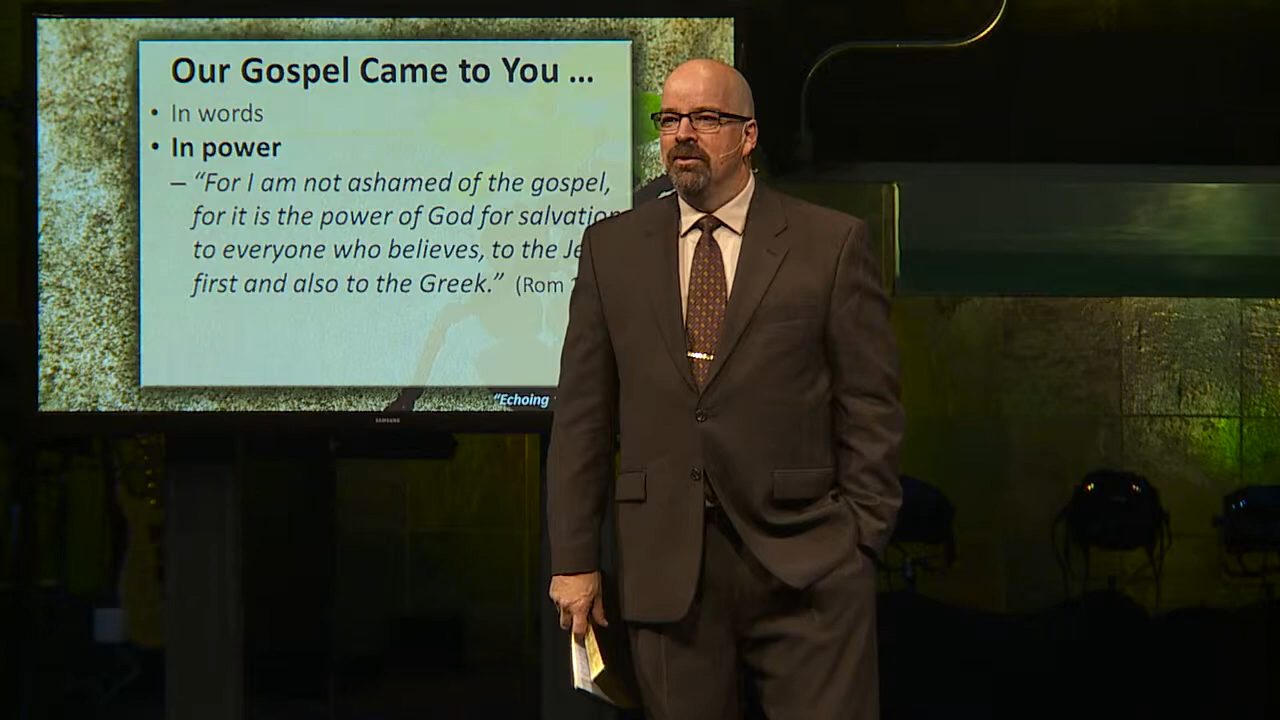 Our Gospel Came to You ...
• In words
• In power
– “For I am not ashamed of the gospel,
for it is the power of God for salvation
to everyone who believes, to the
first and also to the Greek.” (Rom
SAMSUNG
“Echoing